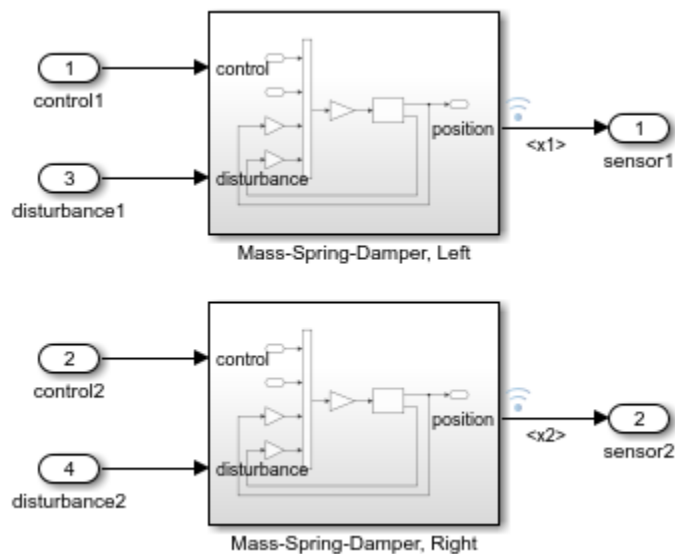 1
control
control1
position
<x1>
1
sensor1
3
disturbance
disturbance1
Mass-Spring-Damper, Left
2
control
control2
position
<x2>
2
sensor2
4
disturbance
disturbance2
Mass-Spring-Damper, Right